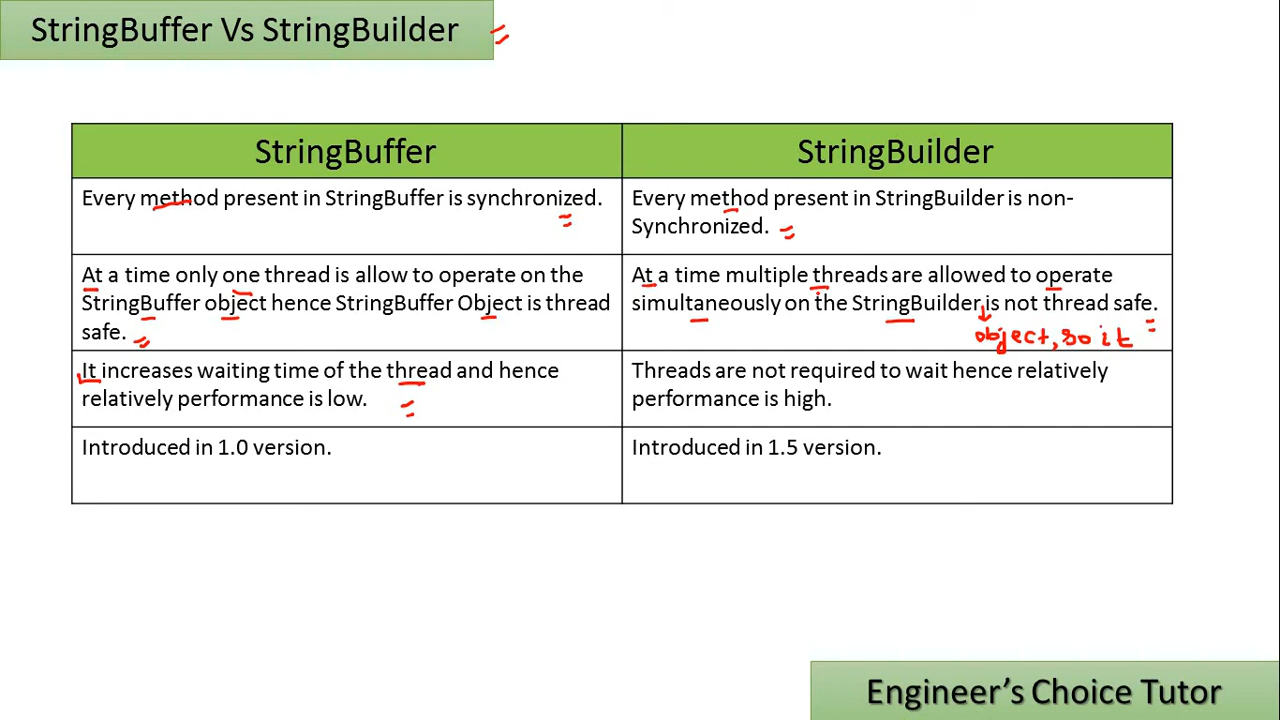 StringBuffer Vs StringBuilder
StringBuffer
StringBuilder
Every method present in StringBuffer is synchronized.
Every method present in StringBuilder is non-
Synchronized.
At a time only one thread is allow to operate on the
StringBuffer object hence StringBuffer Object is thread
safe.
At a time multiple threads are allowed to operate
simultaneously on the StringBuilder is not thread safe.
object, so it
It increases waiting time of the thread and hence
relatively performance is low.
Threads are not required to wait hence relatively
performance is high.
Introduced in 1.0 version.
Introduced in 1.5 version.
Engineer's Choice Tutor